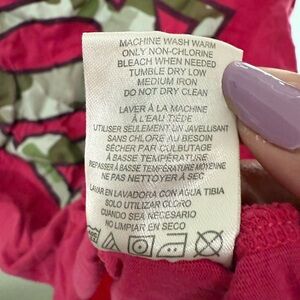 MACHINE WASH WARM
ONLY NON-CHLORINE
BLEACH WHEN NEEDED
TUMBLE DRY LOW
MEDIUM IRON
DO NOT DRY CLEAN
LAVER À LA MACHINE
À L'EAU TIÈDE
UTILISER SEULEMENT UN JAVELLISANT
SANS CHLORE AU BESOIN
SÉCHER PAR CULBUTAGE
À BASSE TEMPÉRATURE
REPASSER À BASSE TEMPÉRATURE MOYENNE
NE PAS NETTOYER À SEC
LAVAR EN LAVADORA CON AGUA TIBIA
SOLO UTILIZAR CLORO
CUANDO SEA NECESARIO
NO LIMPIAR EN SECO